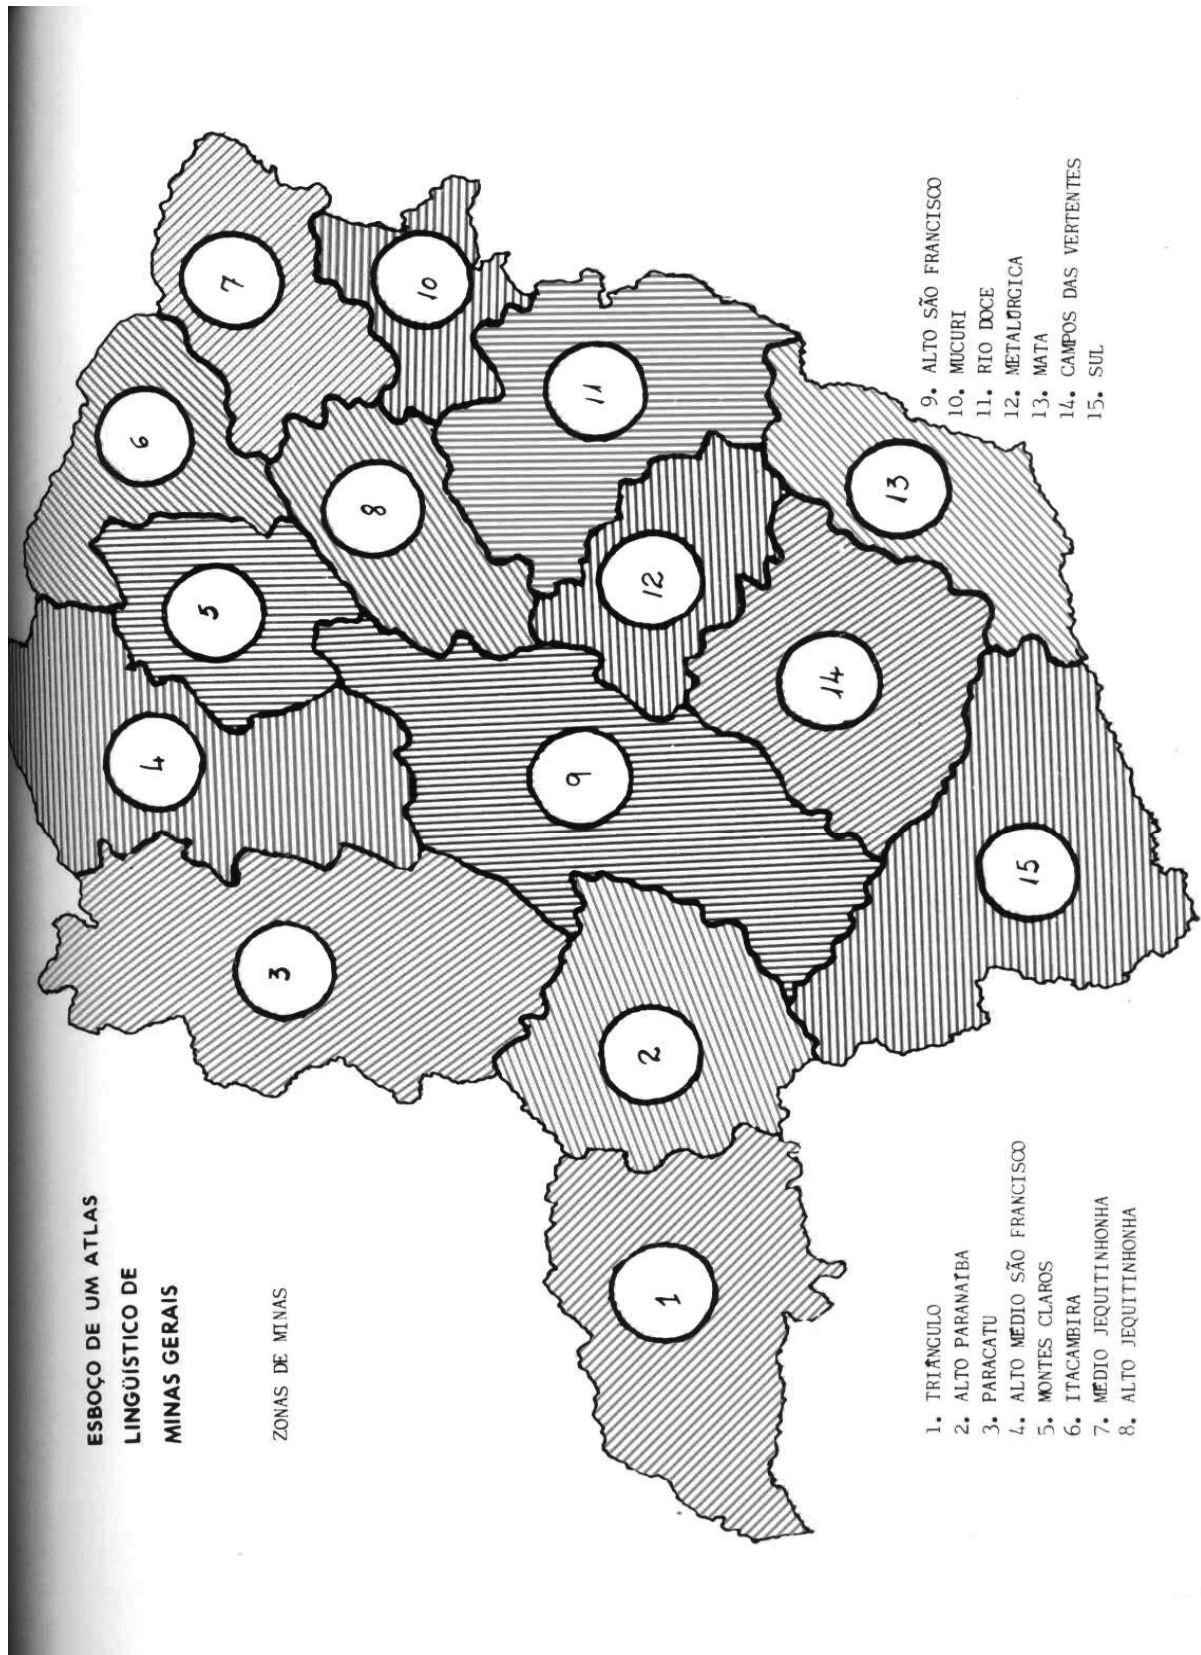 ESBOÇO DE UM ATLAS
LINGÜÍSTICO DE
MINAS GERAIS
ZONAS DE MINAS
1
2
3
4
5
6
7
8
9
10
11
12
13
14
15
1. TRIÂNGULO
2. ALTO PARANAÍBA
3. PARACATU
4. ALTO MÉDIO SÃO FRANCISCO
5. MONTES CLAROS
6. ITACAMBIRA
7. MÉDIO JEQUITINHONHA
8. ALTO JEQUITINHONHA
9. ALTO SÃO FRANCISCO
10. MUCURI
11. RIO DOCE
12. METALÚRGICA
13. MATA
14. CAMPOS DAS VERTENTES
15. SUL